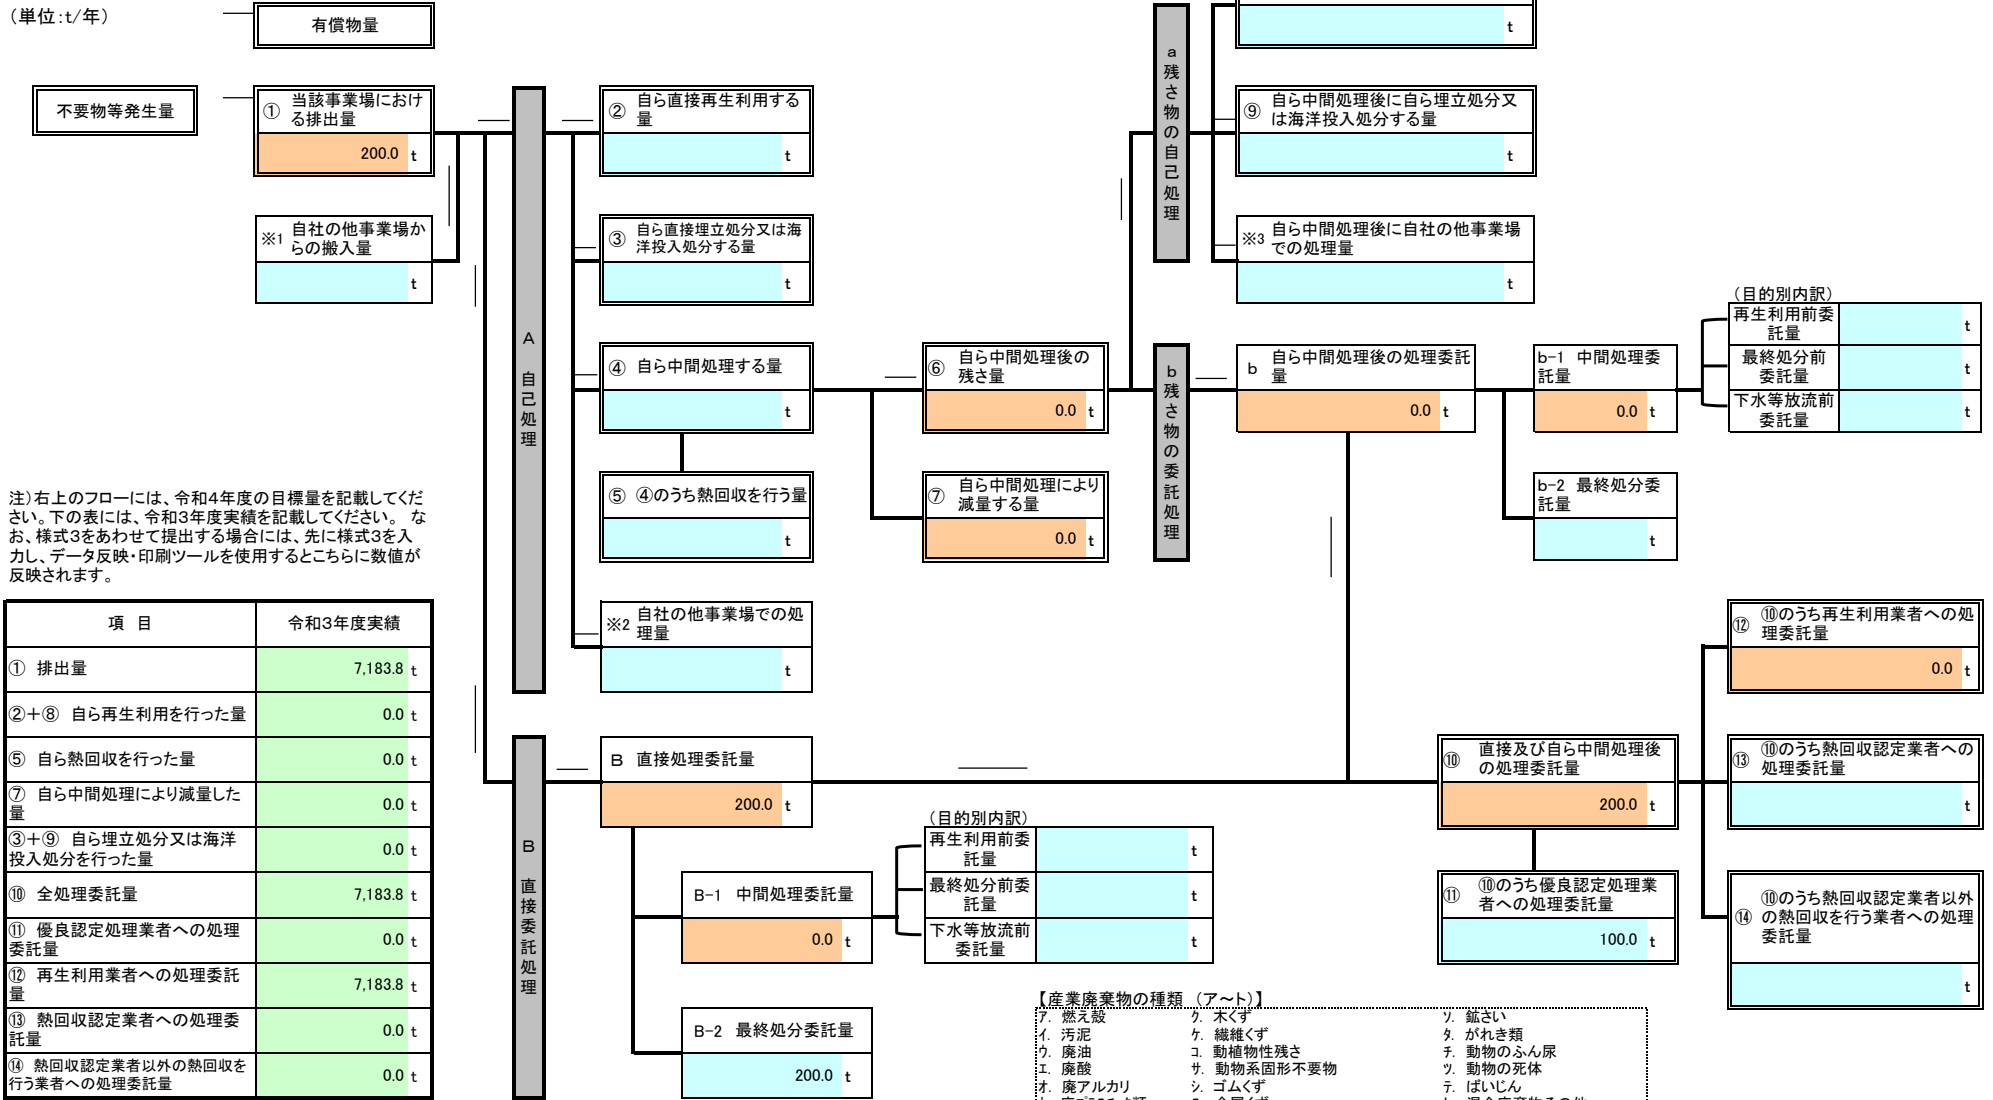 （単位:t/年）
有償物量
t
不要物等発生量
① 当該事業場におけ
る排出量
200.0 t
※1 自社の他事業場か
らの搬入量
t
A 自己処理
② 自ら直接再生利用する
量
t
③ 自ら直接埋立処分又は海
洋投入処分する量
t
④ 自ら中間処理する量
t
⑤ ④のうち熱回収を行う量
t
※2 自社の他事業場での処
理量
t
⑥ 自ら中間処理後の
残さ量
0.0 t
⑦ 自ら中間処理により
減量する量
0.0 t
a 残さ物の自己処理
⑨ 自ら中間処理後に自ら埋立処分又
は海洋投入処分する量
t
※3 自ら中間処理後に自社の他事業場
での処理量
t
b 残さ物の委託処理
b 自ら中間処理後の処理委託
量
0.0 t
b-1 中間処理委
託量
0.0 t
b-2 最終処分委
託量
t
（目的別内訳）
再生利用前委
託量
t
最終処分前
委託量
t
下水等放流前
委託量
t
注）右上のフローには、令和4年度の目標量を記載してくだ
さい。下の表には、令和3年度実績を記載してください。 な
お、様式3をあわせて提出する場合には、先に様式3を入
力し、データ反映・印刷ツールを使用するとこちらに数値が
反映されます。
項 目 令和3年度実績
① 排出量 7,183.8 t
②＋⑧ 自ら再生利用を行った量 0.0 t
⑤ 自ら熱回収を行った量 0.0 t
⑦ 自ら中間処理により減量した
量 0.0 t
③＋⑨ 自ら埋立処分又は海洋
投入処分を行った量 0.0 t
⑩ 全処理委託量 7,183.8 t
⑪ 優良認定処理業者への処理
委託量 0.0 t
⑫ 再生利用業者への処理委託
量 7,183.8 t
⑬ 熱回収認定業者への処理委
託量 0.0 t
⑭ 熱回収認定業者以外の熱回収を
行う業者への処理委託量 0.0 t
B 直接委託処理
B 直接処理委託量
200.0 t
B-1 中間処理委託量
0.0 t
B-2 最終処分委託量
200.0 t
（目的別内訳）
再生利用前委
託量
t
最終処分前委
託量
t
下水等放流前
委託量
t
⑩ 直接及び自ら中間処理後
の処理委託量
200.0 t
⑪ ⑩のうち優良認定処理業
者への処理委託量
100.0 t
⑫ ⑩のうち再生利用業者への処
理委託量
0.0 t
⑬ ⑩のうち熱回収認定業者への
処理委託量
t
⑭ ⑩のうち熱回収認定業者以外
の熱回収を行う業者への処理
委託量
t
【産業廃棄物の種類 （ア～ト）】
ア. 燃え殻 ク. 木くず ソ. 鉱さい
イ. 汚泥 ケ. 繊維くず タ. がれき類
ウ. 廃油 コ. 動植物性残さ チ. 動物のふん尿
エ. 廃酸 サ. 動物系固形不要物 ツ. 動物の死体
オ. 廃アルカリ シ. ゴムくず テ. ばいじん